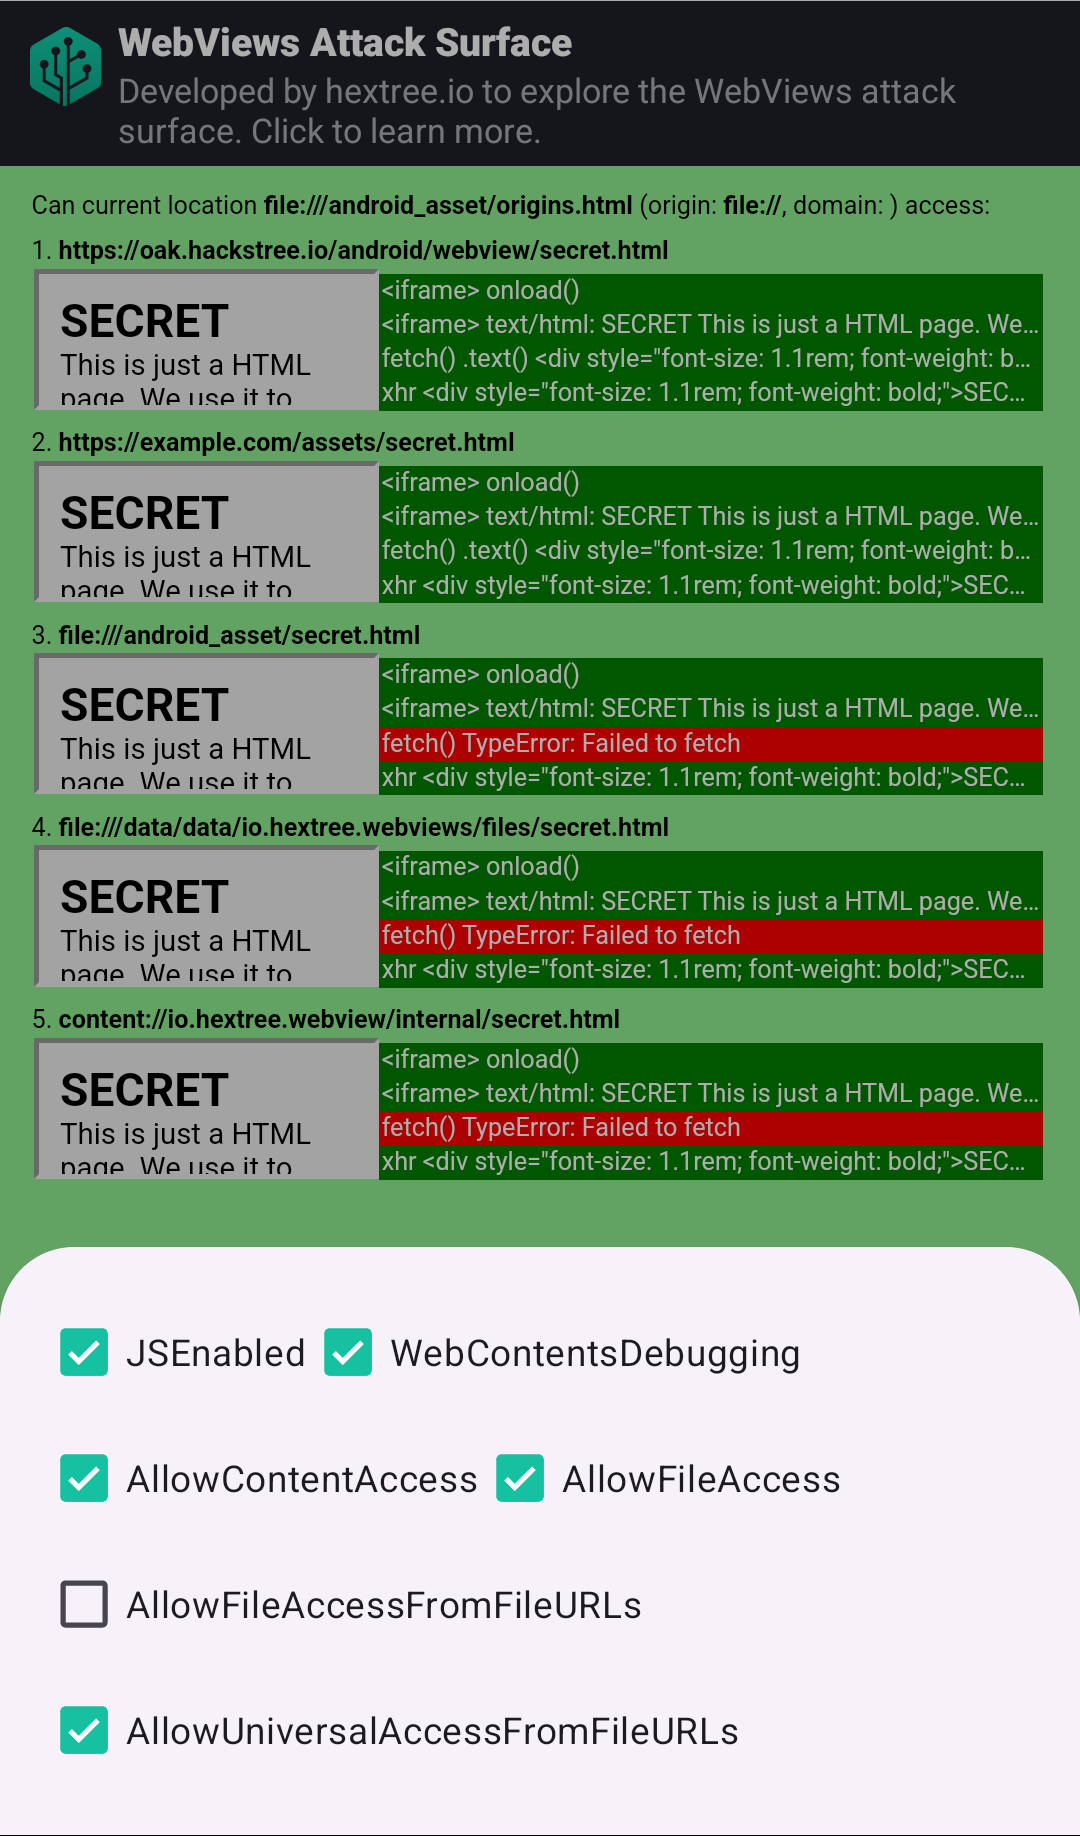 WebViews Attack Surface
Developed by hextree.io to explore the WebViews attack
surface. Click to learn more.
Can current location file:///android_asset/origins.html (origin: file://, domain: ) access:
1. https://oak.hackstree.io/android/webview/secret.html
SECRET
This is just a HTML
page. We use it to
<iframe> onload()
<iframe> text/html: SECRET This is just a HTML page. We...
fetch() .text() <div style="font-size: 1.1rem; font-weight: b...
xhr <div style="font-size: 1.1rem; font-weight: bold;">SEC...
2. https://example.com/assets/secret.html
SECRET
This is just a HTML
page. We use it to
<iframe> onload()
<iframe> text/html: SECRET This is just a HTML page. We...
fetch() .text() <div style="font-size: 1.1rem; font-weight: b...
xhr <div style="font-size: 1.1rem; font-weight: bold;">SEC...
3. file:///android_asset/secret.html
SECRET
This is just a HTML
page. We use it to
<iframe> onload()
<iframe> text/html: SECRET This is just a HTML page. We...
fetch() TypeError: Failed to fetch
xhr <div style="font-size: 1.1rem; font-weight: bold;">SEC...
4. file:///data/data/io.hextree.webviews/files/secret.html
SECRET
This is just a HTML
page. We use it to
<iframe> onload()
<iframe> text/html: SECRET This is just a HTML page. We...
fetch() TypeError: Failed to fetch
xhr <div style="font-size: 1.1rem; font-weight: bold;">SEC...
5. content://io.hextree.webview/internal/secret.html
SECRET
This is just a HTML
page. We use it to
<iframe> onload()
<iframe> text/html: SECRET This is just a HTML page. We...
fetch() TypeError: Failed to fetch
xhr <div style="font-size: 1.1rem; font-weight: bold;">SEC...
JSEnabled WebContentsDebugging
AllowContentAccess AllowFileAccess
AllowFileAccessFromFileURLs
AllowUniversalAccessFromFileURLs